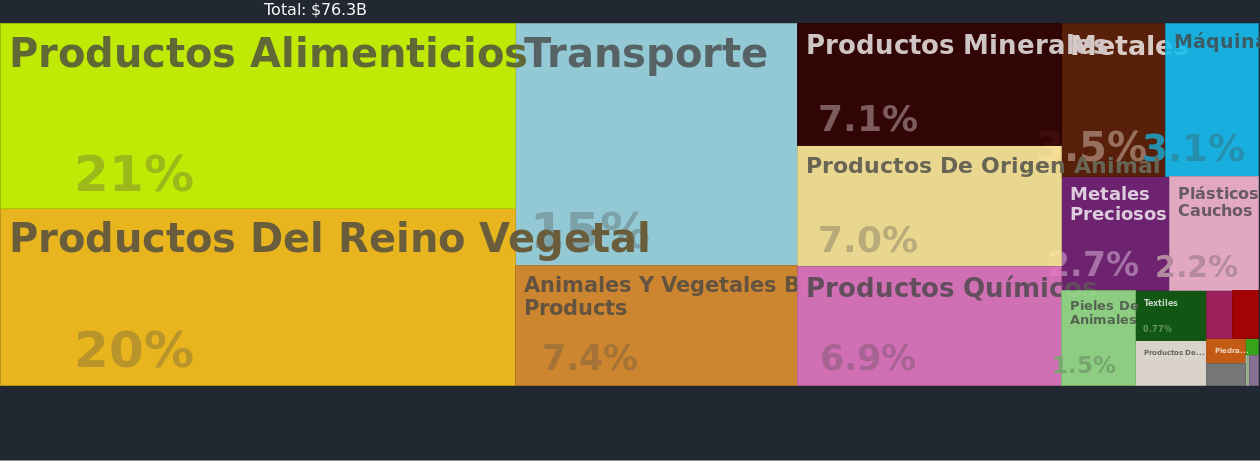 Total: $76.3B
Productos Alimenticios
21%
Productos Del Reino Vegetal
20%
Transporte
15%
Animales Y Vegetales B
Products
7.4%
Productos Minerales
7.1%
Productos De Origen Animal
7.0%
Productos Químicos
6.9%
Metales
3.5%
Máquina
3.1%
Metales
Preciosos
2.7%
Plásticos
Cauchos
2.2%
Pieles De
Animales
1.5%
Textiles
0.77%
Productos De...
Piedra...